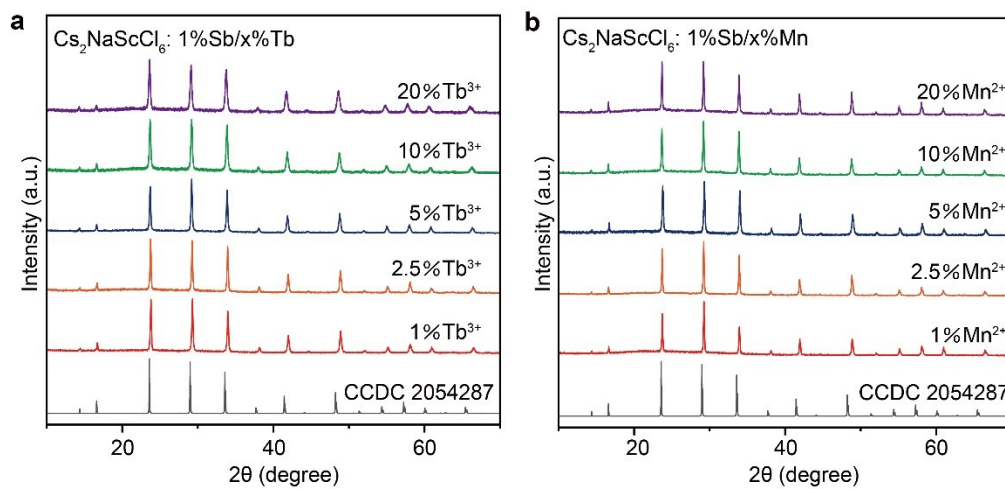 a
Cs₂NaScCl₆: 1%Sb/x%Tb
20%Tb³⁺
10%Tb³⁺
5%Tb³⁺
2.5%Tb³⁺
1%Tb³⁺
CCDC 2054287
Intensity (a.u.)
20 40 60
2θ (degree)
b
Cs₂NaScCl₆: 1%Sb/x%Mn
20%Mn²⁺
10%Mn²⁺
5%Mn²⁺
2.5%Mn²⁺
1%Mn²⁺
CCDC 2054287
Intensity (a.u.)
20 40 60
2θ (degree)